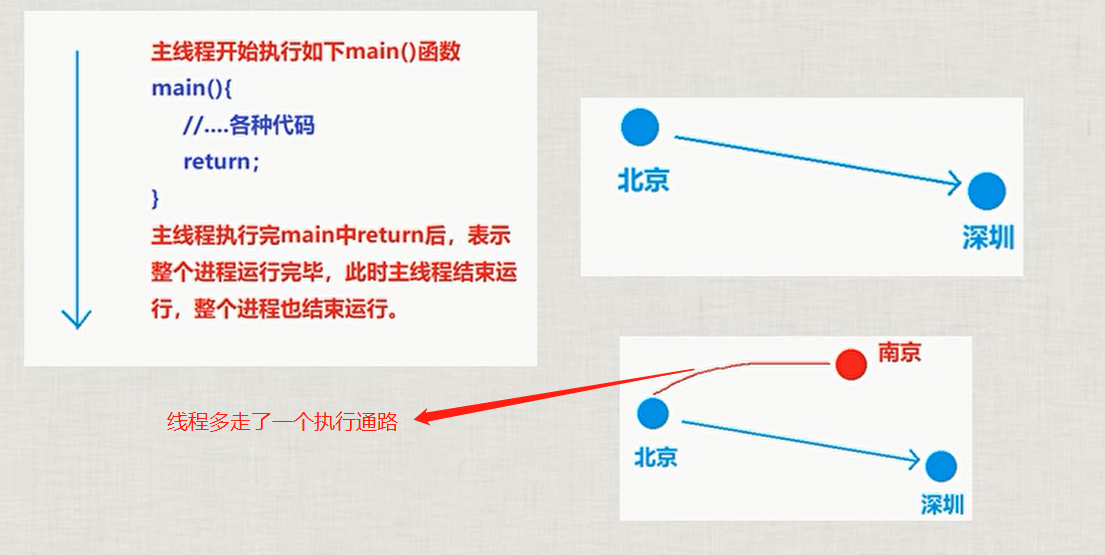 主线程开始执行如下main()函数
main(){
//....各种代码
return;
}
主线程执行完main中return后，表示
整个进程运行完毕，此时主线程结束运
行，整个进程也结束运行。
北京
深圳
南京
线程多走了一个执行通路
北京
深圳